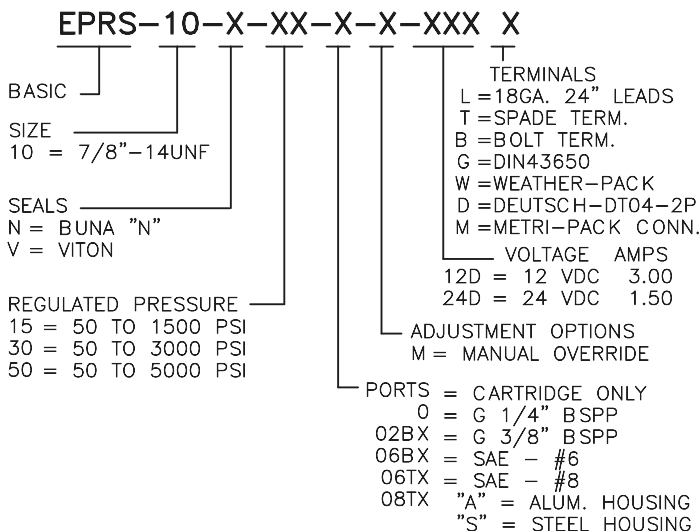 EPRS-10-X-XX-X-X-XXX X
BASIC
SIZE
10 = 7/8"-14UNF
SEALS
N = BUNA "N"
V = VITON
REGULATED PRESSURE
15 = 50 TO 1500 PSI
30 = 50 TO 3000 PSI
50 = 50 TO 5000 PSI
TERMINALS
L =18GA. 24" LEADS
T =SPADE TERM.
B =BOLT TERM.
G =DIN43650
W =WEATHER-PACK
D =DEUTSCH-DT04-2P
M =METRI-PACK CONN.
VOLTAGE AMPS
12D = 12 VDC 3.00
24D = 24 VDC 1.50
ADJUSTMENT OPTIONS
M = MANUAL OVERRIDE
PORTS = CARTRIDGE ONLY
0 = G 1/4" BSPP
02BX = G 3/8" BSPP
06BX = SAE - #6
06TX = SAE - #8
08TX "A" = ALUM. HOUSING
"S" = STEEL HOUSING